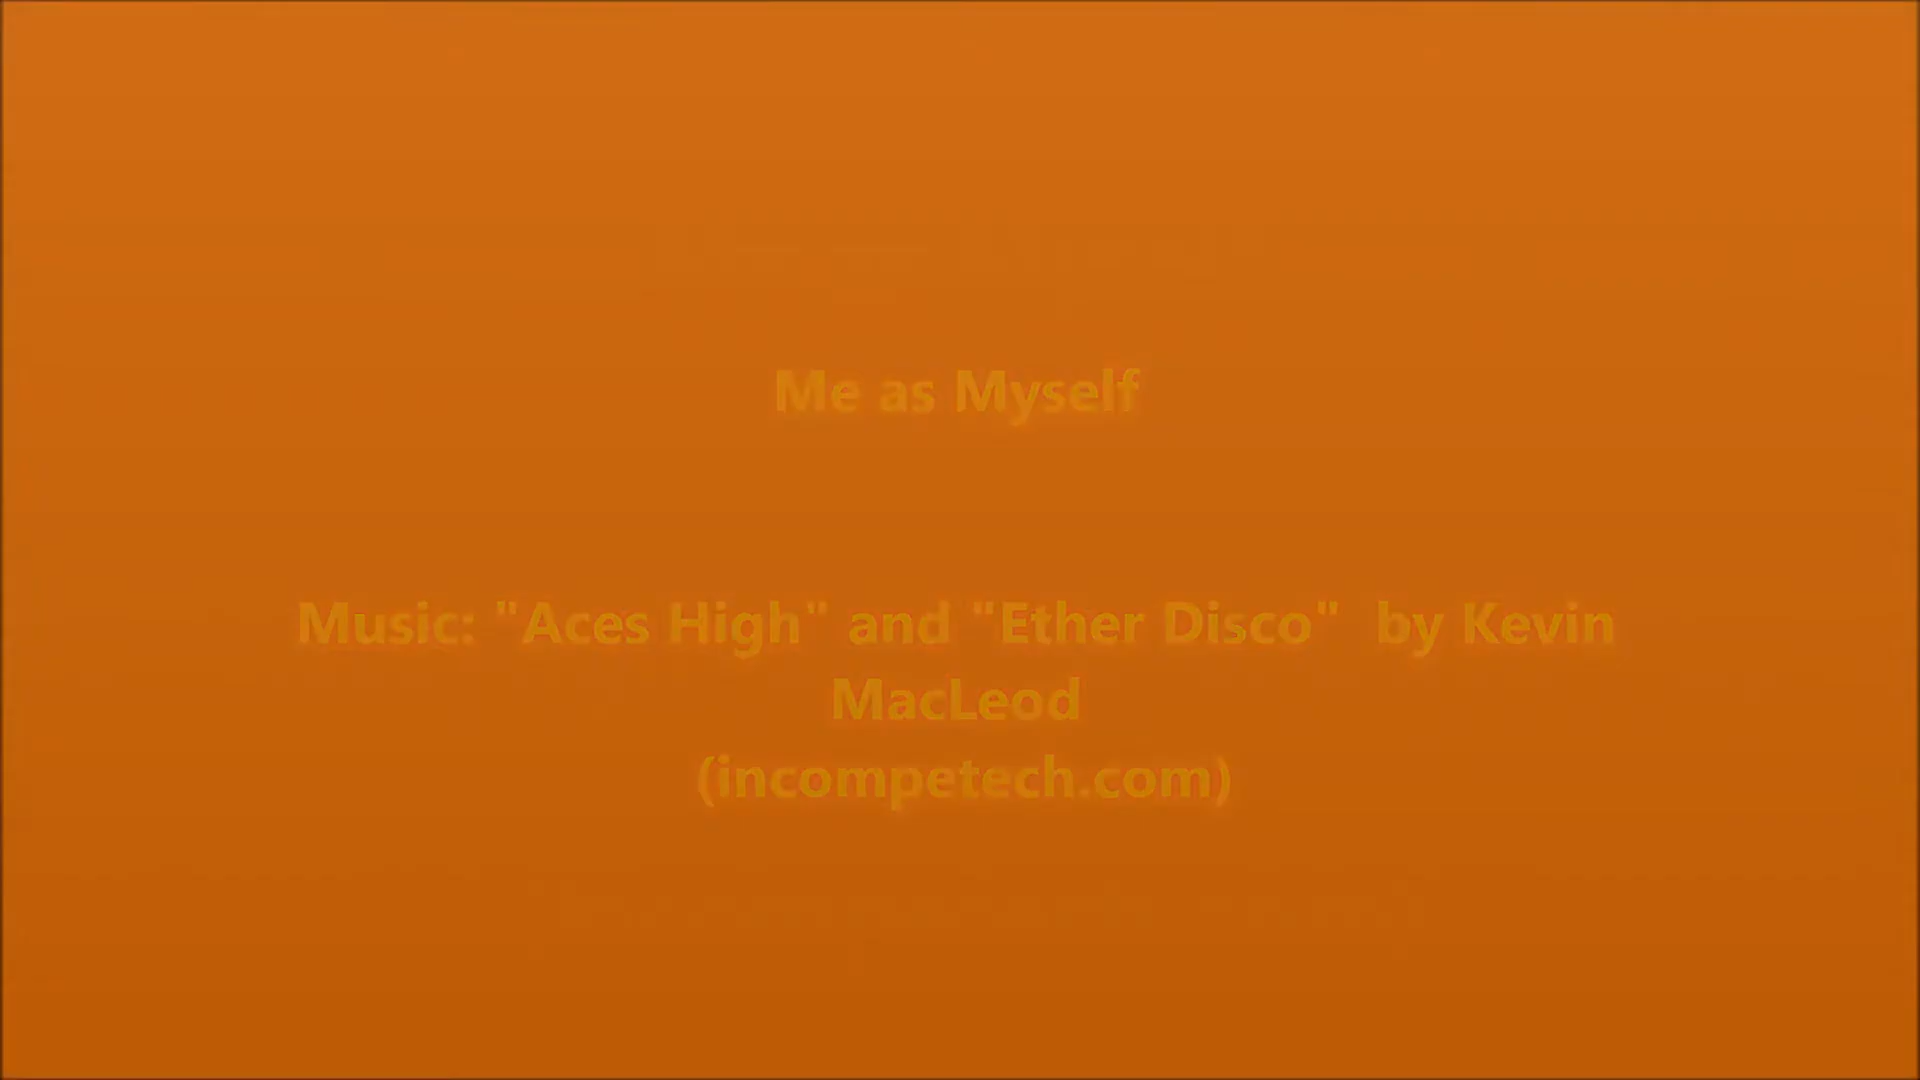 Me as Myself
Music: "Aces High" and "Ether Disco"  by Kevin
MacLeod
(incompetech.com)